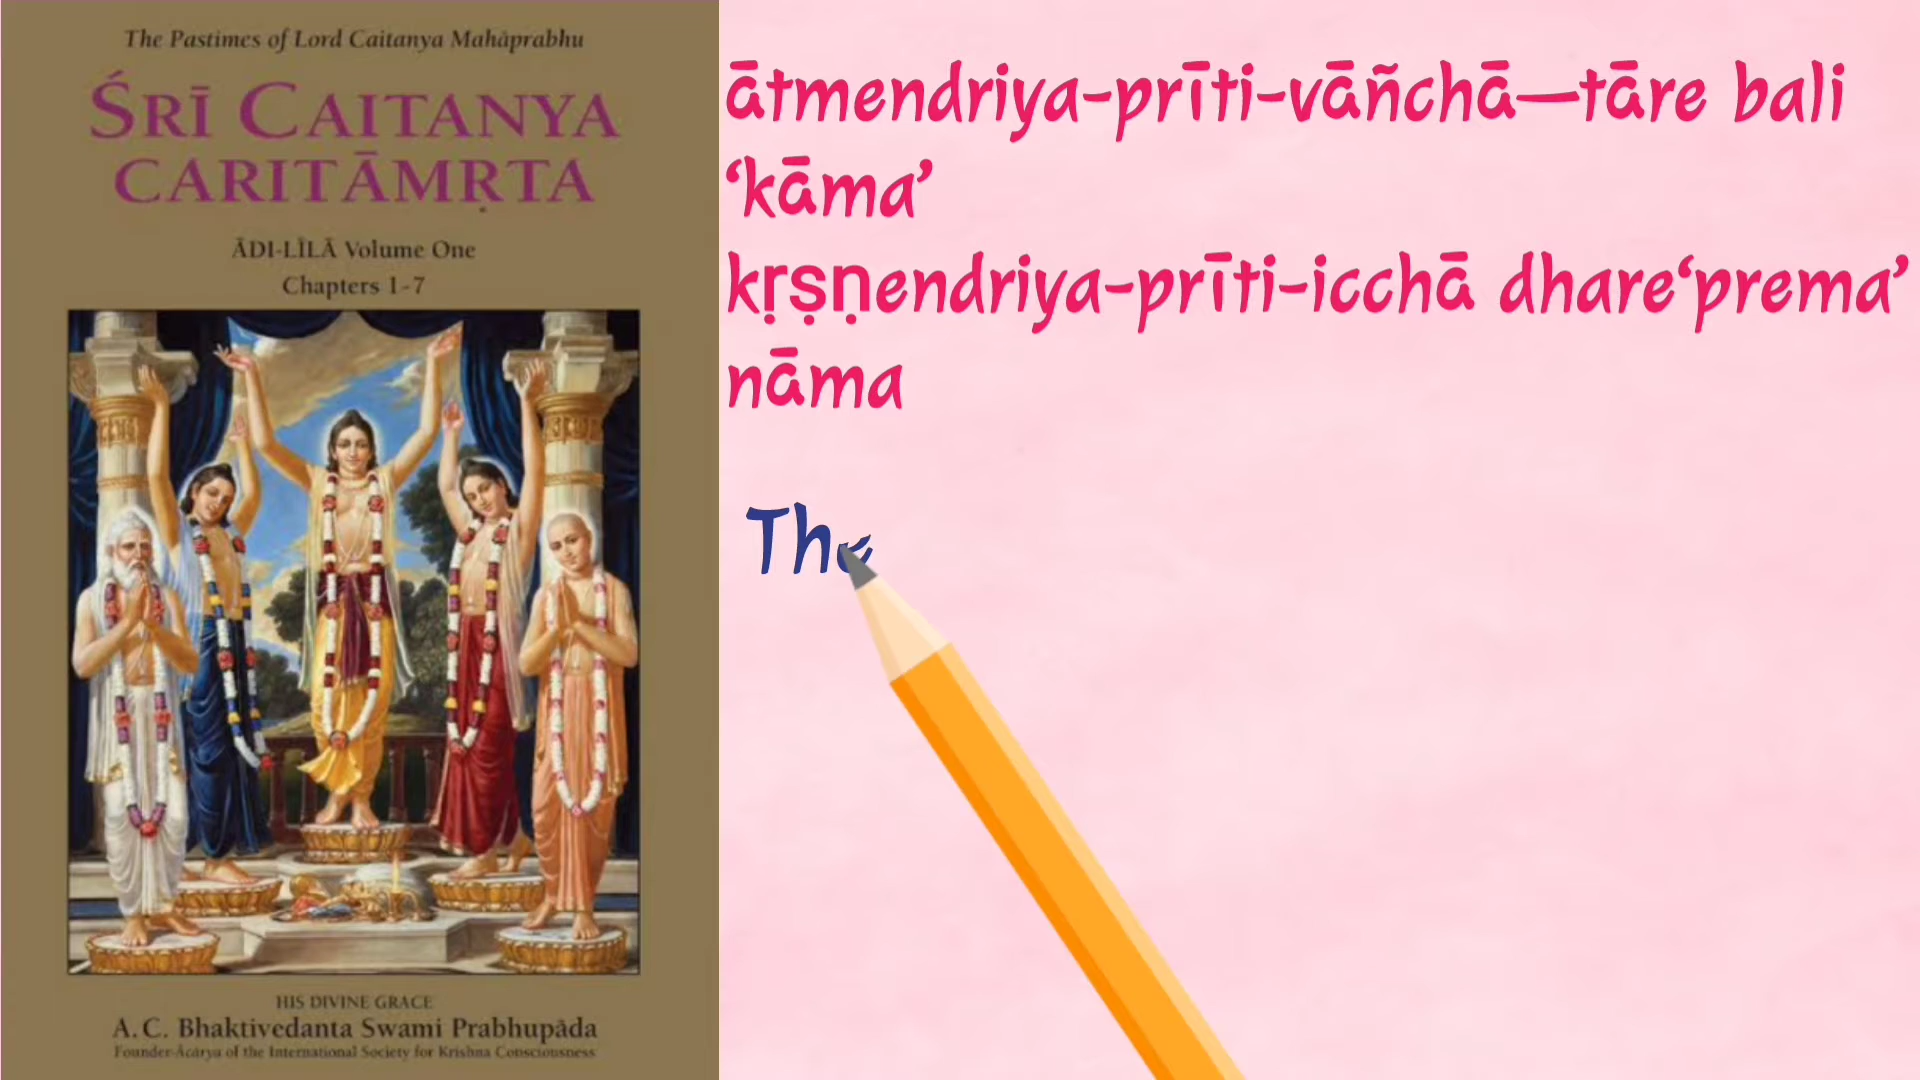 The Pastimes of Lord Caitanya Mahāprabhu
ŚRĪ CAITANYA
CARITĀMṚTA
ĀDI-LĪLĀ Volume One
Chapters 1-7
HIS DIVINE GRACE
A. C. Bhaktivedanta Swami Prabhupāda
Founder-Ācārya of the International Society for Krishna Consciousness
ātmendriya-prīti-vāñchā—tāre bali
‘kāma’
kṛṣṇendriya-prīti-icchā dhare‘prema’
nāma
The